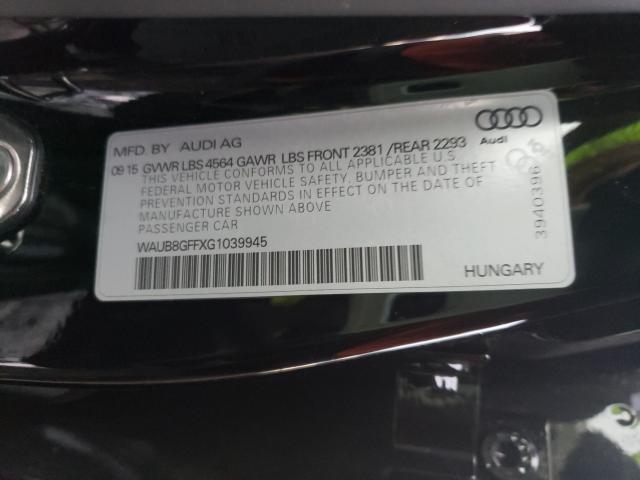 MFD. BY AUDI AG
09 15 GVWR LBS 4564 GAWR LBS FRONT 2381 / REAR 2293
THIS VEHICLE CONFORMS TO ALL APPLICABLE U.S.
FEDERAL MOTOR VEHICLE SAFETY, BUMPER AND THEFT
PREVENTION STANDARDS IN EFFECT ON THE DATE OF
MANUFACTURE SHOWN ABOVE
PASSENGER CAR
WAUB8GFFXG1039945
HUNGARY
Audi
3940396